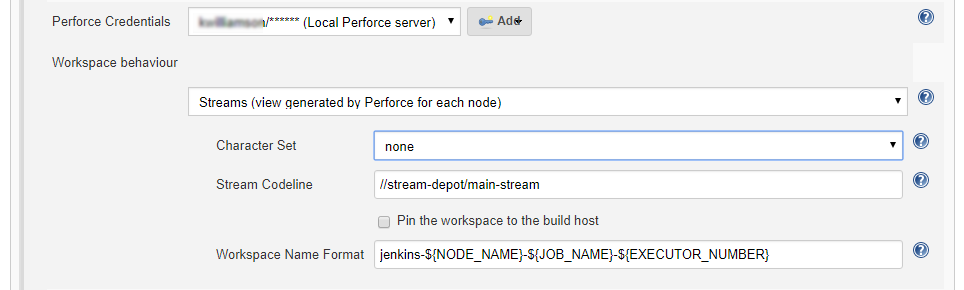 Perforce Credentials
/****** (Local Perforce server)
Add
Workspace behaviour
Streams (view generated by Perforce for each node)
Character Set
none
Stream Codeline
//stream-depot/main-stream
Pin the workspace to the build host
Workspace Name Format
jenkins-${NODE_NAME}-${JOB_NAME}-${EXECUTOR_NUMBER}